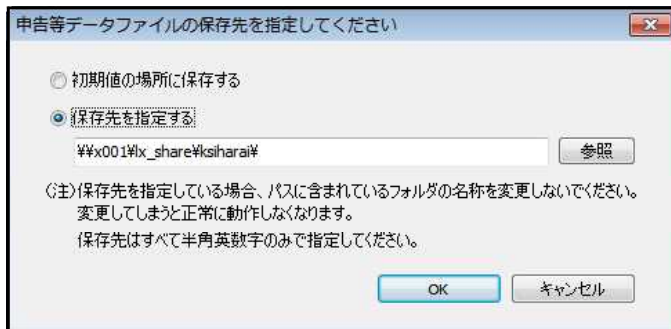 申告等データファイルの保存先を指定してください
初期値の場所に保存する
保存先を指定する
¥¥x001¥lx_share¥ksiharai¥
参照
(注)保存先を指定している場合、パスに含まれているフォルダの名称を変更しないでください。
変更してしまうと正常に動作しなくなります。
保存先はすべて半角英数字のみで指定してください。
OK
キャンセル